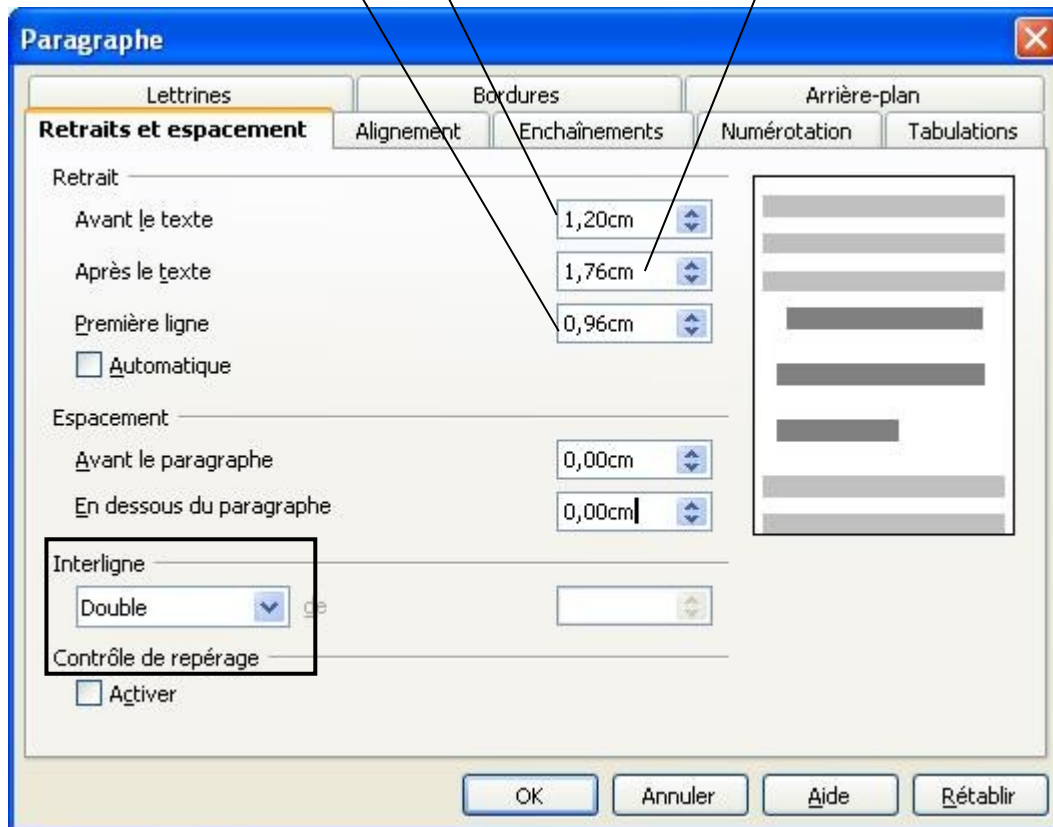 Paragraphe
Lettrines Bordures Arrière-plan
Retraits et espacement Alignement Enchaînements Numérotation Tabulations
Retrait
Avant le texte 1,20cm
Après le texte 1,76cm
Première ligne 0,96cm
Automatique
Espacement
Avant le paragraphe 0,00cm
En dessous du paragraphe 0,00cm
Interligne
Double de
Contrôle de repérage
Activer
OK Annuler Aide Rétablir